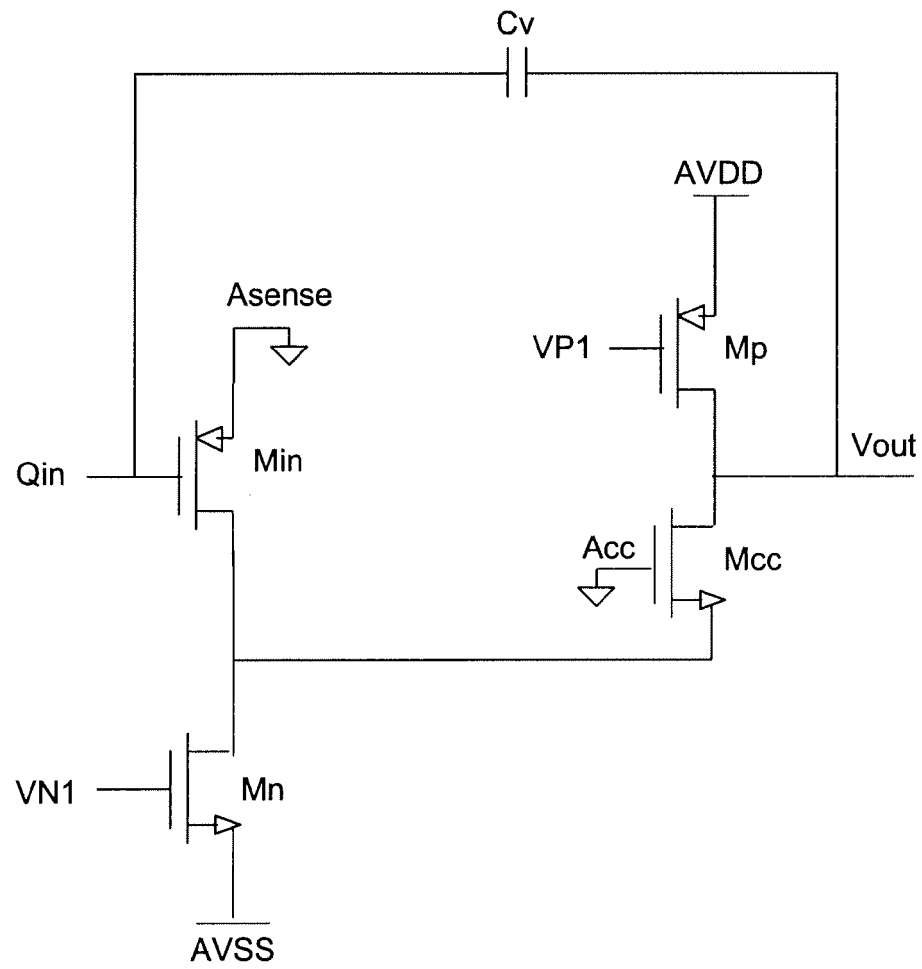 Cv
AVDD
Asense
VP1
Mp
Vout
Qin
Min
Acc
Mcc
VN1
Mn
AVSS